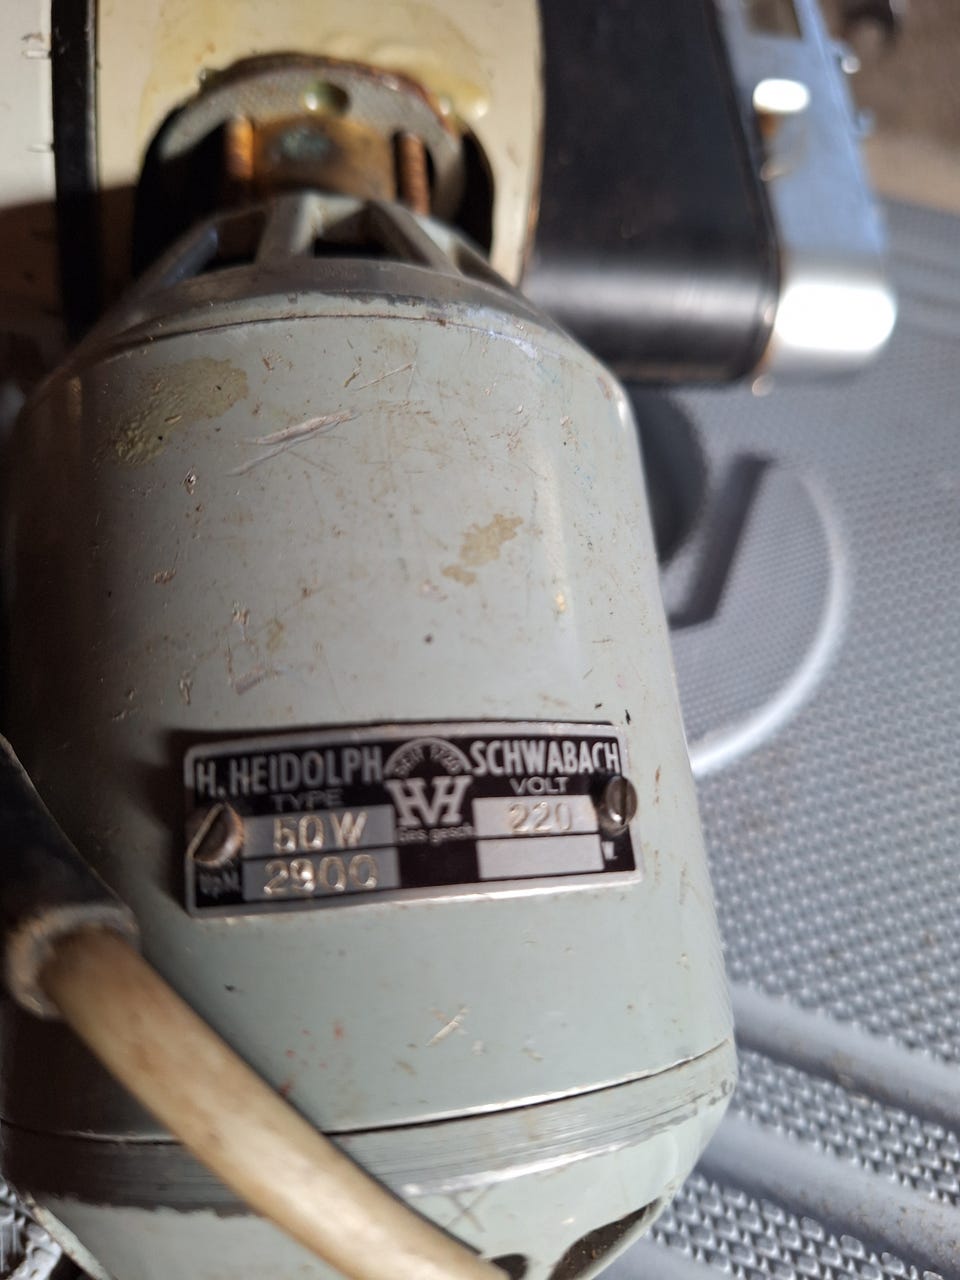 H. HEIDOLPH SCHWABACH
TYPE VOLT
50 W 220
UpM. 2900 W.